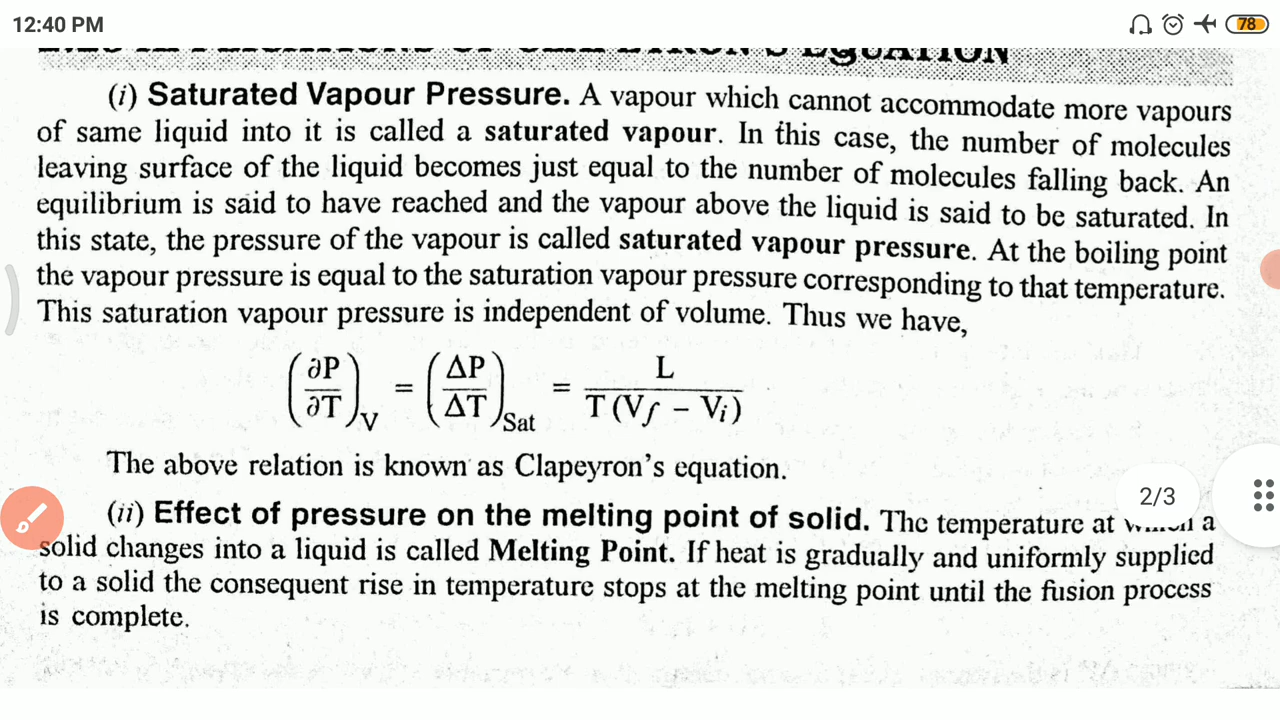 12:40 PM
78
EQUATION
(i) Saturated Vapour Pressure. A vapour which cannot accommodate more vapours
of same liquid into it is called a saturated vapour. In this case, the number of molecules
leaving surface of the liquid becomes just equal to the number of molecules falling back. An
equilibrium is said to have reached and the vapour above the liquid is said to be saturated. In
this state, the pressure of the vapour is called saturated vapour pressure. At the boiling point
the vapour pressure is equal to the saturation vapour pressure corresponding to that temperature.
This saturation vapour pressure is independent of volume. Thus we have,
(∂P/∂T)V = (ΔP/ΔT)Sat = L/T(Vf − Vi)
The above relation is known as Clapeyron's equation.
2/3
(ii) Effect of pressure on the melting point of solid. The temperature at a
solid changes into a liquid is called Melting Point. If heat is gradually and uniformly supplied
to a solid the consequent rise in temperature stops at the melting point until the fusion process
is complete.